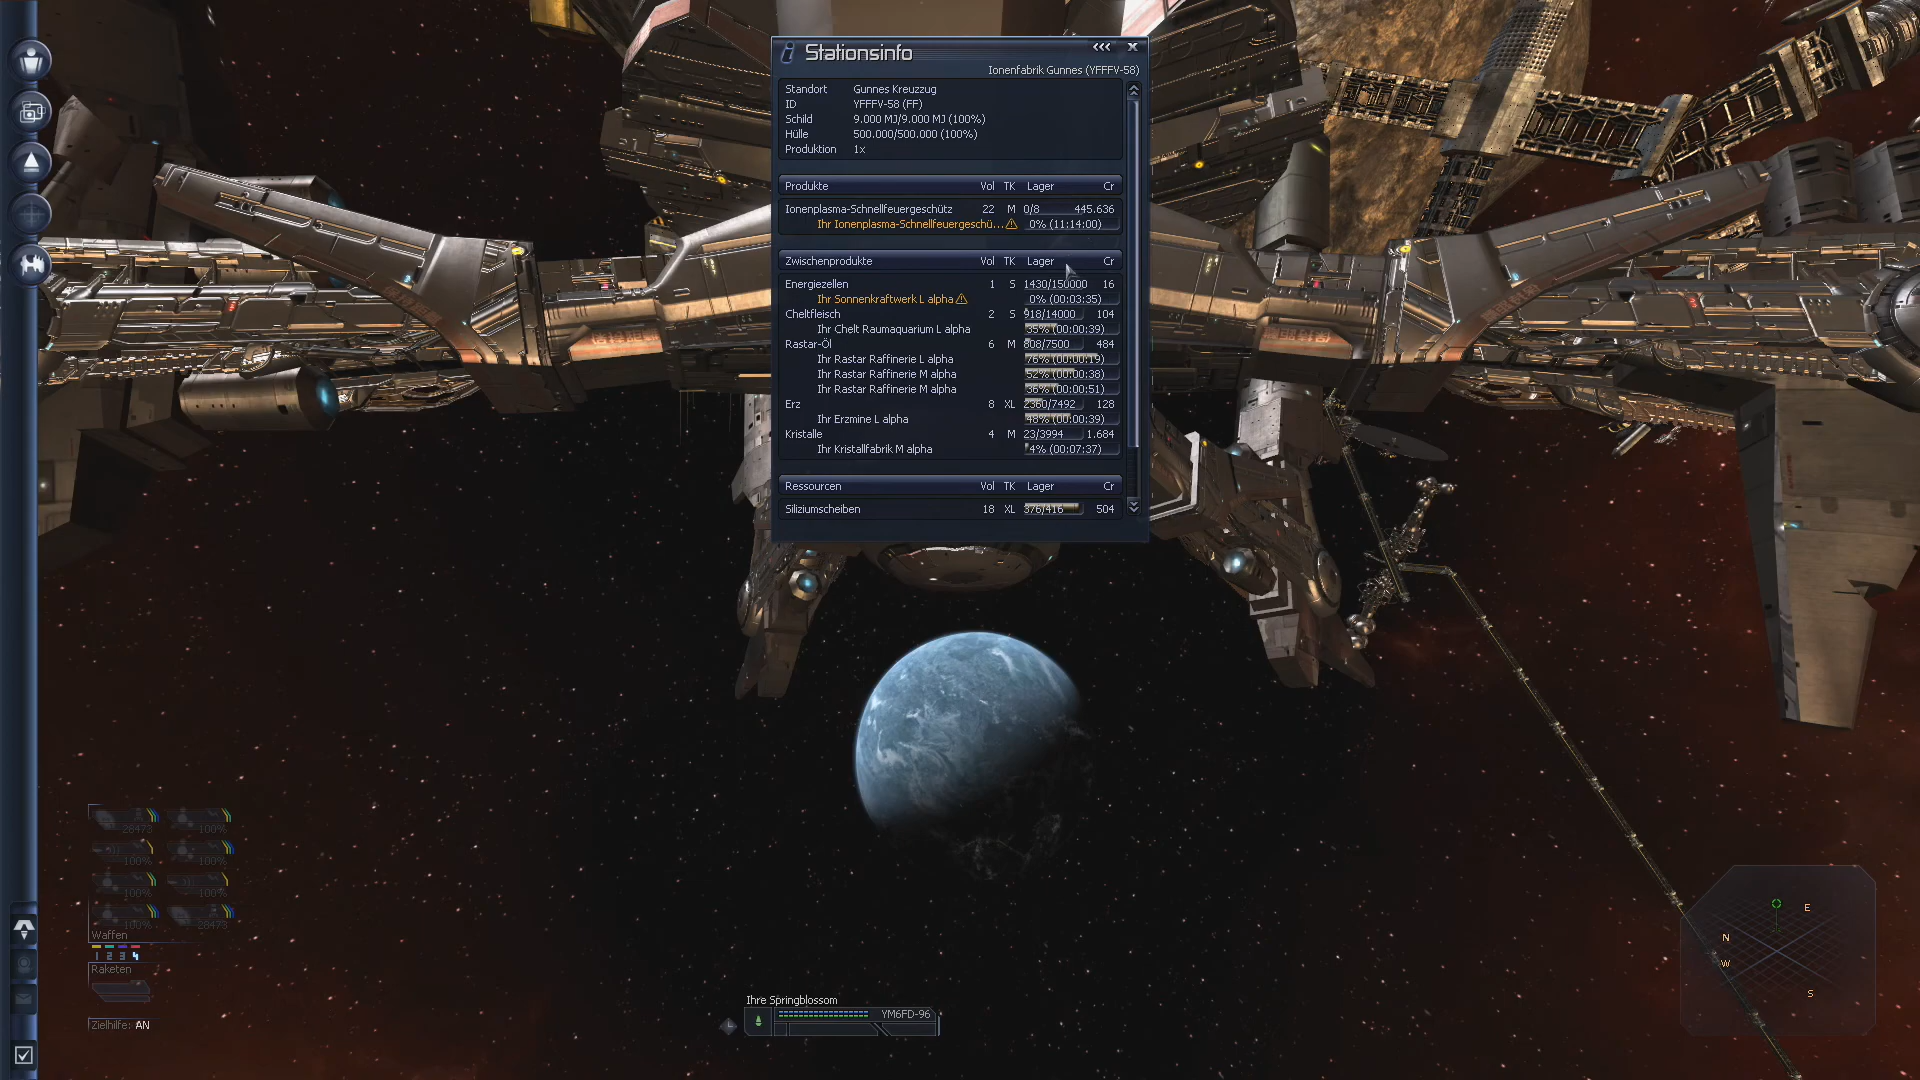 Stationsinfo
Ionenfabrik Gunnes (YFFFV-58)
Standort Gunnes Kreuzzug
ID YFFFV-58 (FF)
Schild 9.000 MJ/9.000 MJ (100%)
Hülle 500.000/500.000 (100%)
Produktion 1x
Produkte Vol TK Lager Cr
Ionenplasma-Schnellfeuergeschütz 22 M 0/8 445.636
Ihr Ionenplasma-Schnellfeuergeschü... 0% (11:14:00)
Zwischenprodukte Vol TK Lager Cr
Energiezellen 1 S 1430/150000 16
Ihr Sonnenkraftwerk L alpha 0% (00:03:35)
Cheltfleisch 2 S 918/14000 104
Ihr Chelt Raumaquarium L alpha 35% (00:00:39)
Rastar-Öl 6 M 808/7500 484
Ihr Rastar Raffinerie L alpha 76% (00:00:19)
Ihr Rastar Raffinerie M alpha 52% (00:00:38)
Ihr Rastar Raffinerie M alpha 36% (00:00:51)
Erz 8 XL 2360/7492 128
Ihr Erzmine L alpha 48% (00:00:39)
Kristalle 4 M 23/3994 1.684
Ihr Kristallfabrik M alpha 4% (00:07:37)
Ressourcen Vol TK Lager Cr
Siliziumscheiben 18 XL 376/416 504
28473 100%
100% 100%
100% 100%
100% 28473
Waffen
1 2 3 4
Raketen
Zielhilfe: AN
Ihre Springblossom
YM6FD-96
E
N
W
S